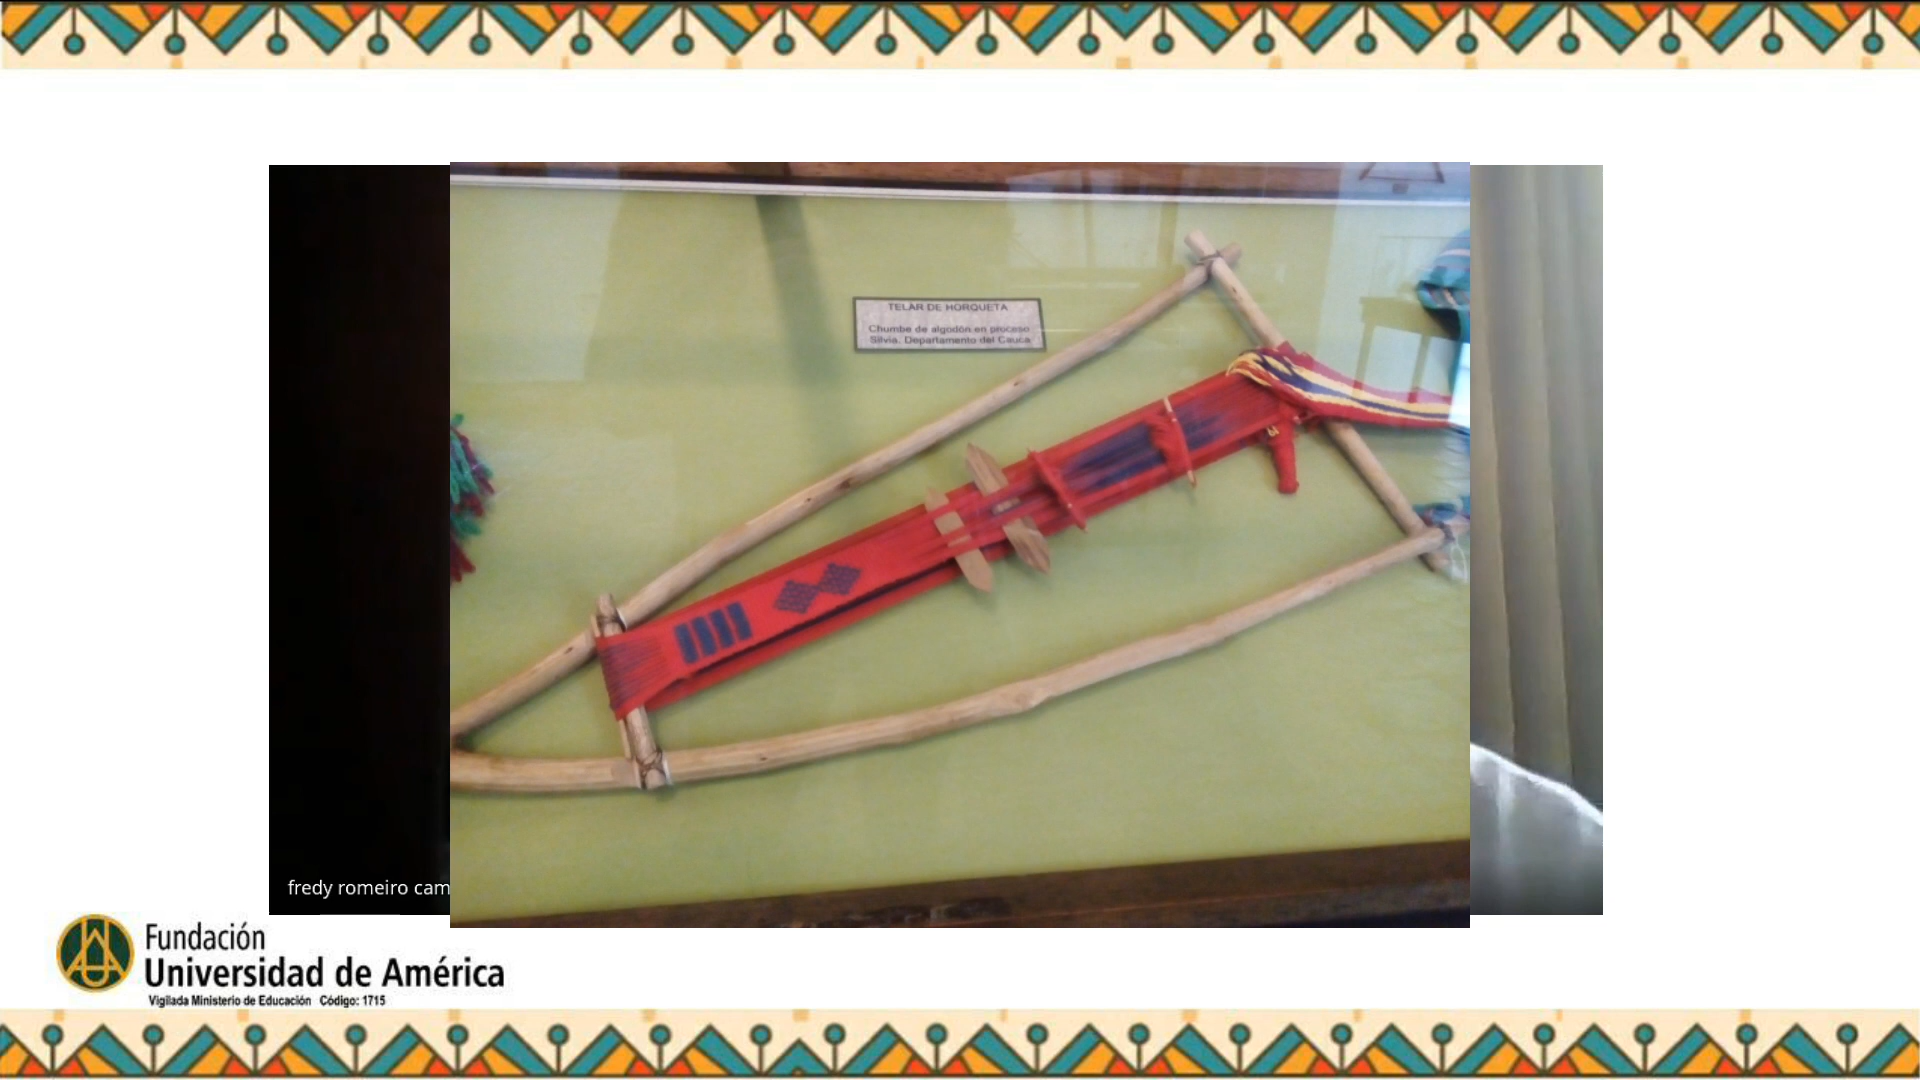 TELAR DE HORQUETA
Chumbe de algodón en proceso
Silvia. Departamento del Cauca
fredy romeiro cam
Fundación
Universidad de América
Vigilada Ministerio de Educación Código: 1715